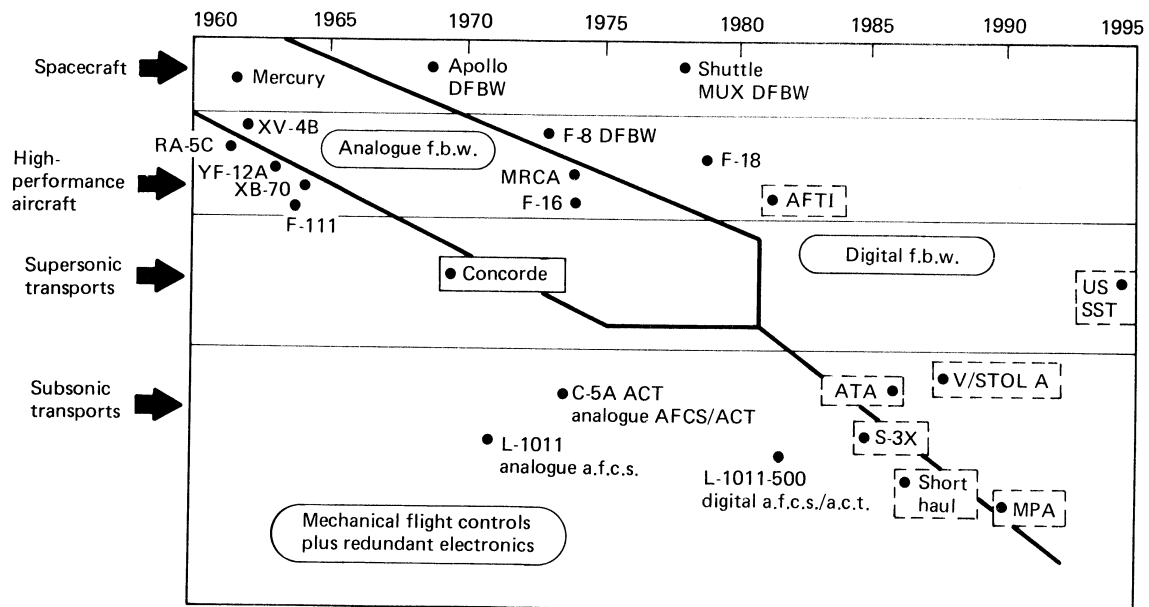 1960 1965 1970 1975 1981 1985 1990 1995
Spacecraft
Mercury
Apollo
DFBW
Shuttle
MUX DFBW
High-
performance
aircraft
XV-4B
RA-5C
YF-12A
XB-70
F-111
Analogue f.b.w.
F-8 DFBW
MRCA
F-16
F-18
AFTI
Supersonic
transports
Concorde
Digital f.b.w.
US
SST
Subsonic
transports
C-5A ACT
analogue AFCS/ACT
L-1011
analogue a.f.c.s.
L-1011-500
digital a.f.c.s./a.c.t.
ATA
V/STOL A
S-3X
Short
haul
MPA
Mechanical flight controls
plus redundant electronics